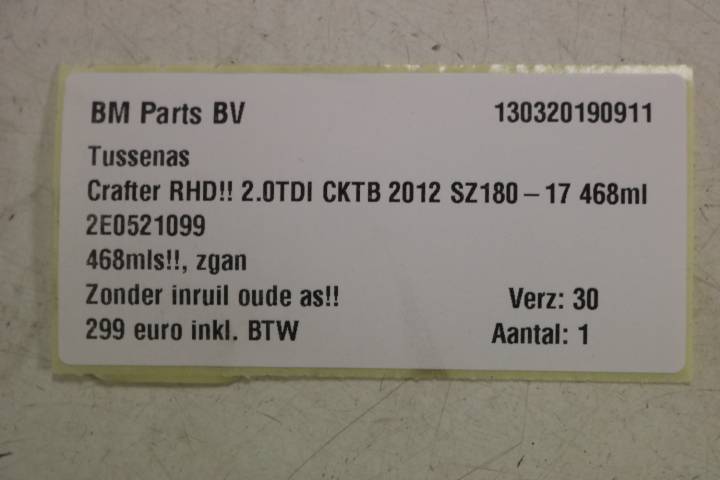 BM Parts BV 130320190911
Tussenas
Crafter RHD!! 2.0TDI CKTB 2012 SZ180 – 17 468ml
2E0521099
468mls!!, zgan
Zonder inruil oude as!! Verz: 30
299 euro inkl. BTW Aantal: 1